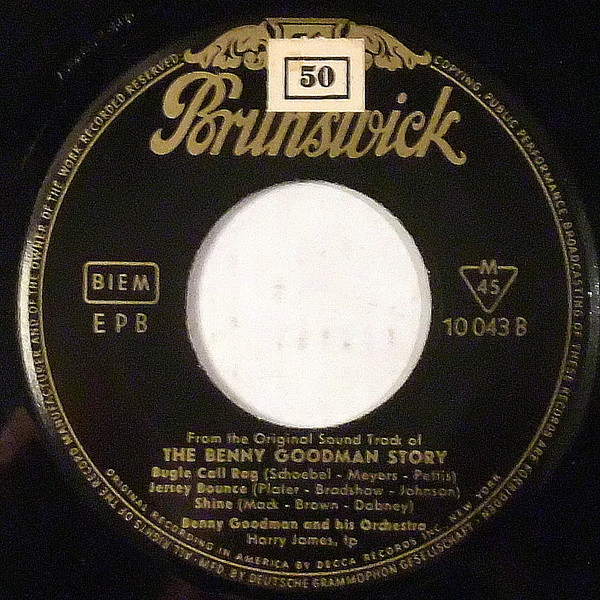 50
Brunswick
BIEM
EPB
M
45
10 043 B
From the Original Sound Track of
THE BENNY GOODMAN STORY
Bugle Call Rag (Schoebel - Meyers - Pettis)
Jersey Bounce (Plater - Bradshaw - Johnson)
Shine (Mack - Brown - Dabney)
Benny Goodman and his Orchestra
Harry James, tp
ORIGINAL RECORDING IN AMERICA BY DECCA RECORDS INC., NEW YORK
MFD. BY DEUTSCHE GRAMMOPHON GESELLSCHAFT · ALL RIGHTS OF THE RECORD MANUFACTURER AND OF THE OWNER OF THE WORK RECORDED RESERVED
COPYING, PUBLIC PERFORMANCE, BROADCASTING OF THESE RECORDS ARE FORBIDDEN